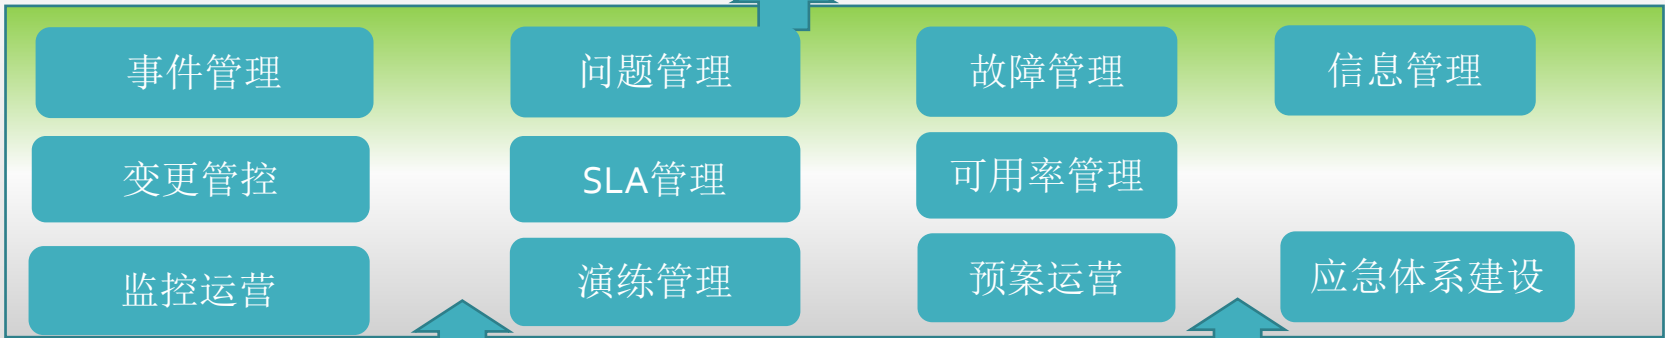 事件管理
问题管理
故障管理
信息管理
变更管控
SLA管理
可用率管理
监控运营
演练管理
预案运营
应急体系建设